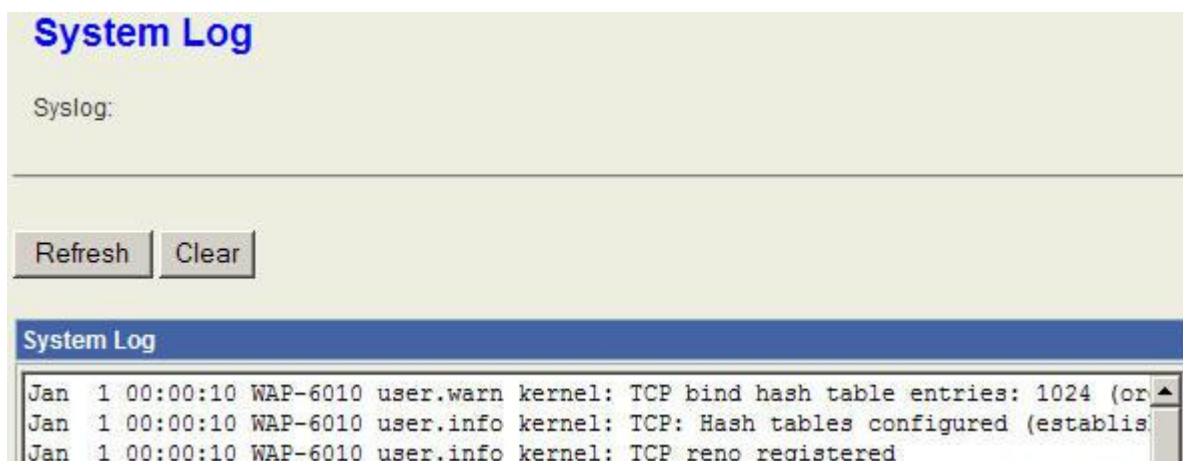 System Log
Syslog:
Refresh Clear
System Log
Jan 1 00:00:10 WAP-6010 user.warn kernel: TCP bind hash table entries: 1024 (or
Jan 1 00:00:10 WAP-6010 user.info kernel: TCP: Hash tables configured (establis
Jan 1 00:00:10 WAP-6010 user.info kernel: TCP reno registered